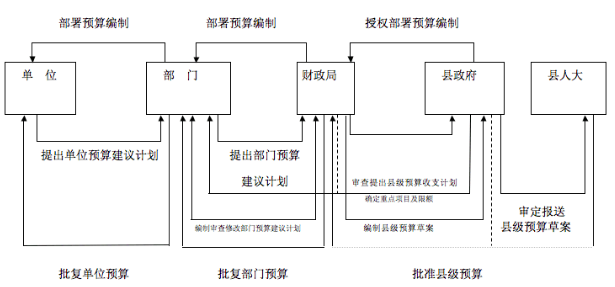 部署预算编制
部署预算编制
授权部署预算编制
单 位
部 门
财政局
县政府
县人大
提出单位预算建议计划
提出部门预算
建议计划
审查提出县级预算收支计划
确定重点项目及限额
编制审查修改部门预算建议计划
编制县级预算草案
审定报送
县级预算草案
批复单位预算
批复部门预算
批准县级预算